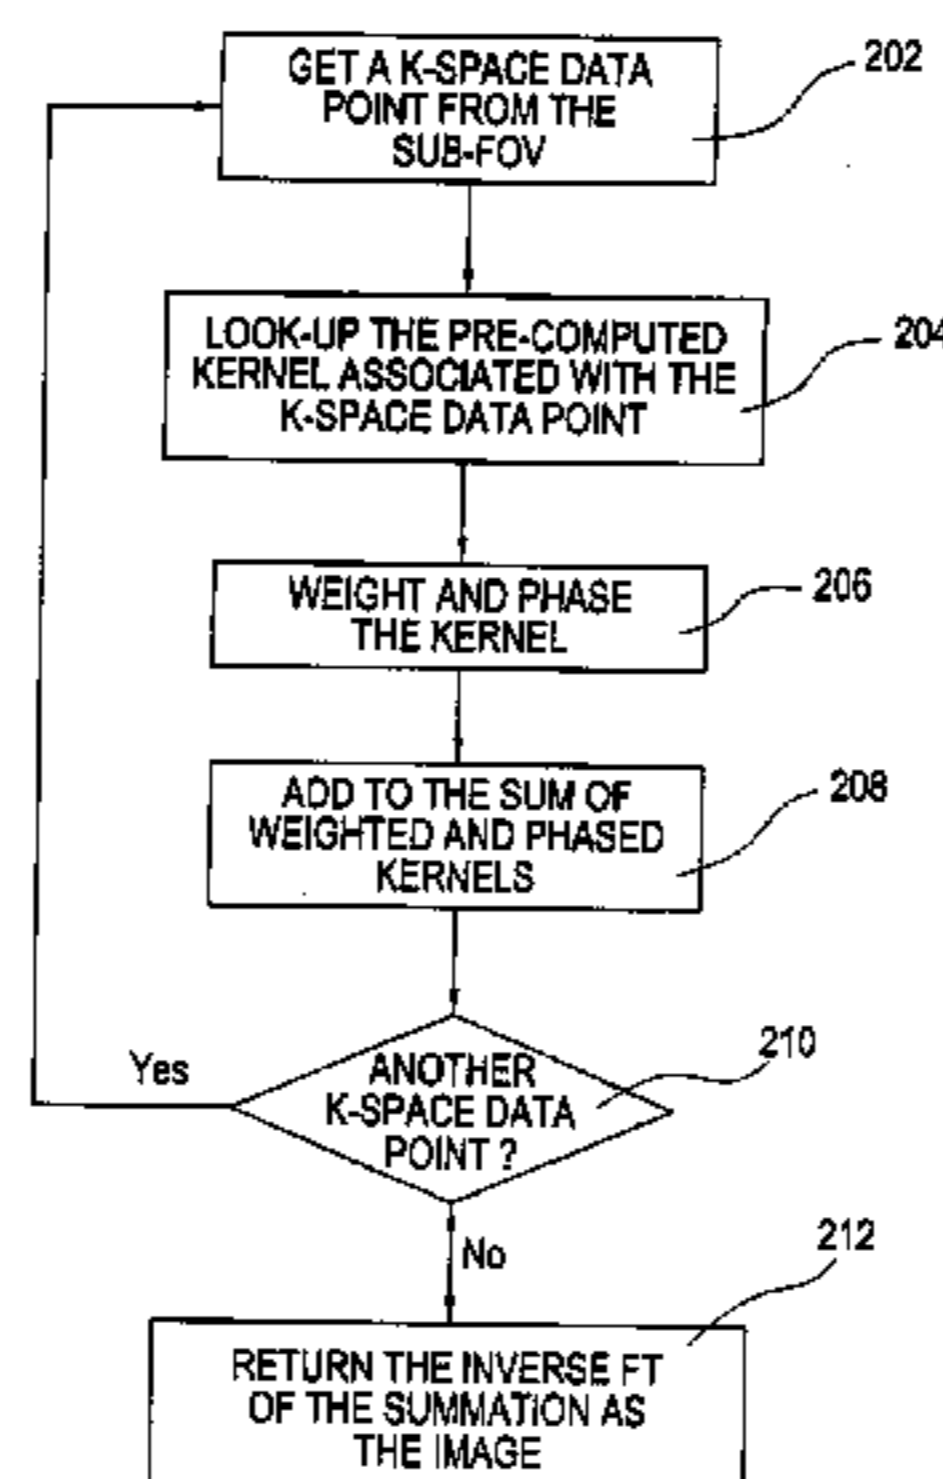 GET A K-SPACE DATA
POINT FROM THE
SUB-FOV
202
LOOK-UP THE PRE-COMPUTED
KERNEL ASSOCIATED WITH THE
K-SPACE DATA POINT
204
WEIGHT AND PHASE
THE KERNEL
206
ADD TO THE SUM OF
WEIGHTED AND PHASED
KERNELS
208
ANOTHER
K-SPACE DATA
POINT ?
210
Yes
No
212
RETURN THE INVERSE FT
OF THE SUMMATION AS
THE IMAGE